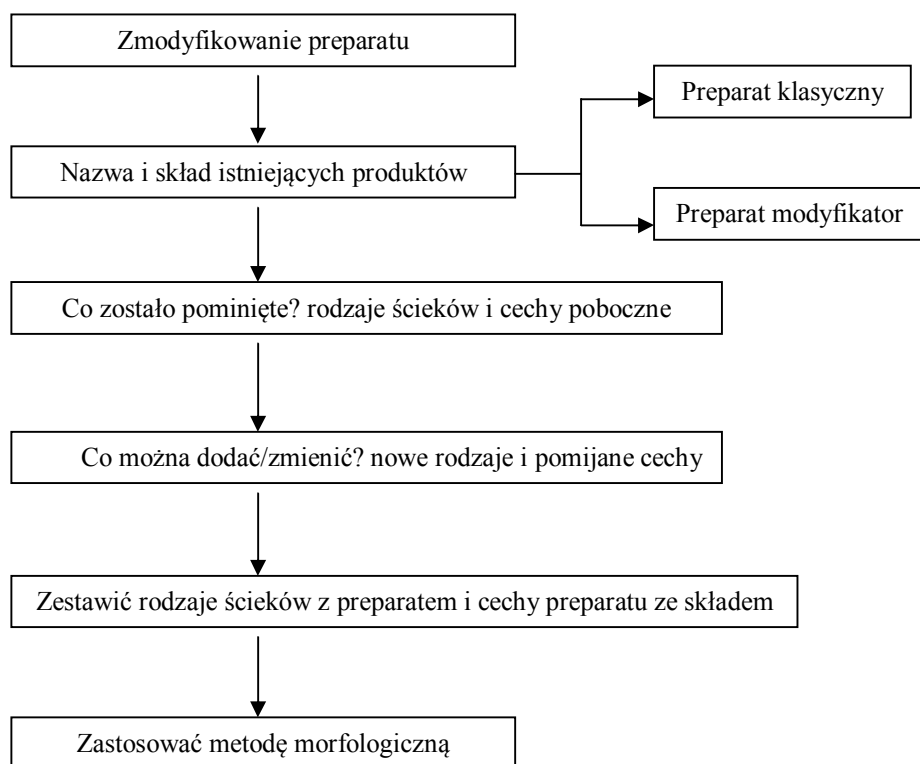 Zmodyfikowanie preparatu
Preparat klasyczny
Nazwa i skład istniejących produktów
Preparat modyfikator
Co zostało pominięte? rodzaje ścieków i cechy poboczne
Co można dodać/zmienić? nowe rodzaje i pomijane cechy
Zestawić rodzaje ścieków z preparatem i cechy preparatu ze składem
Zastosować metodę morfologiczną